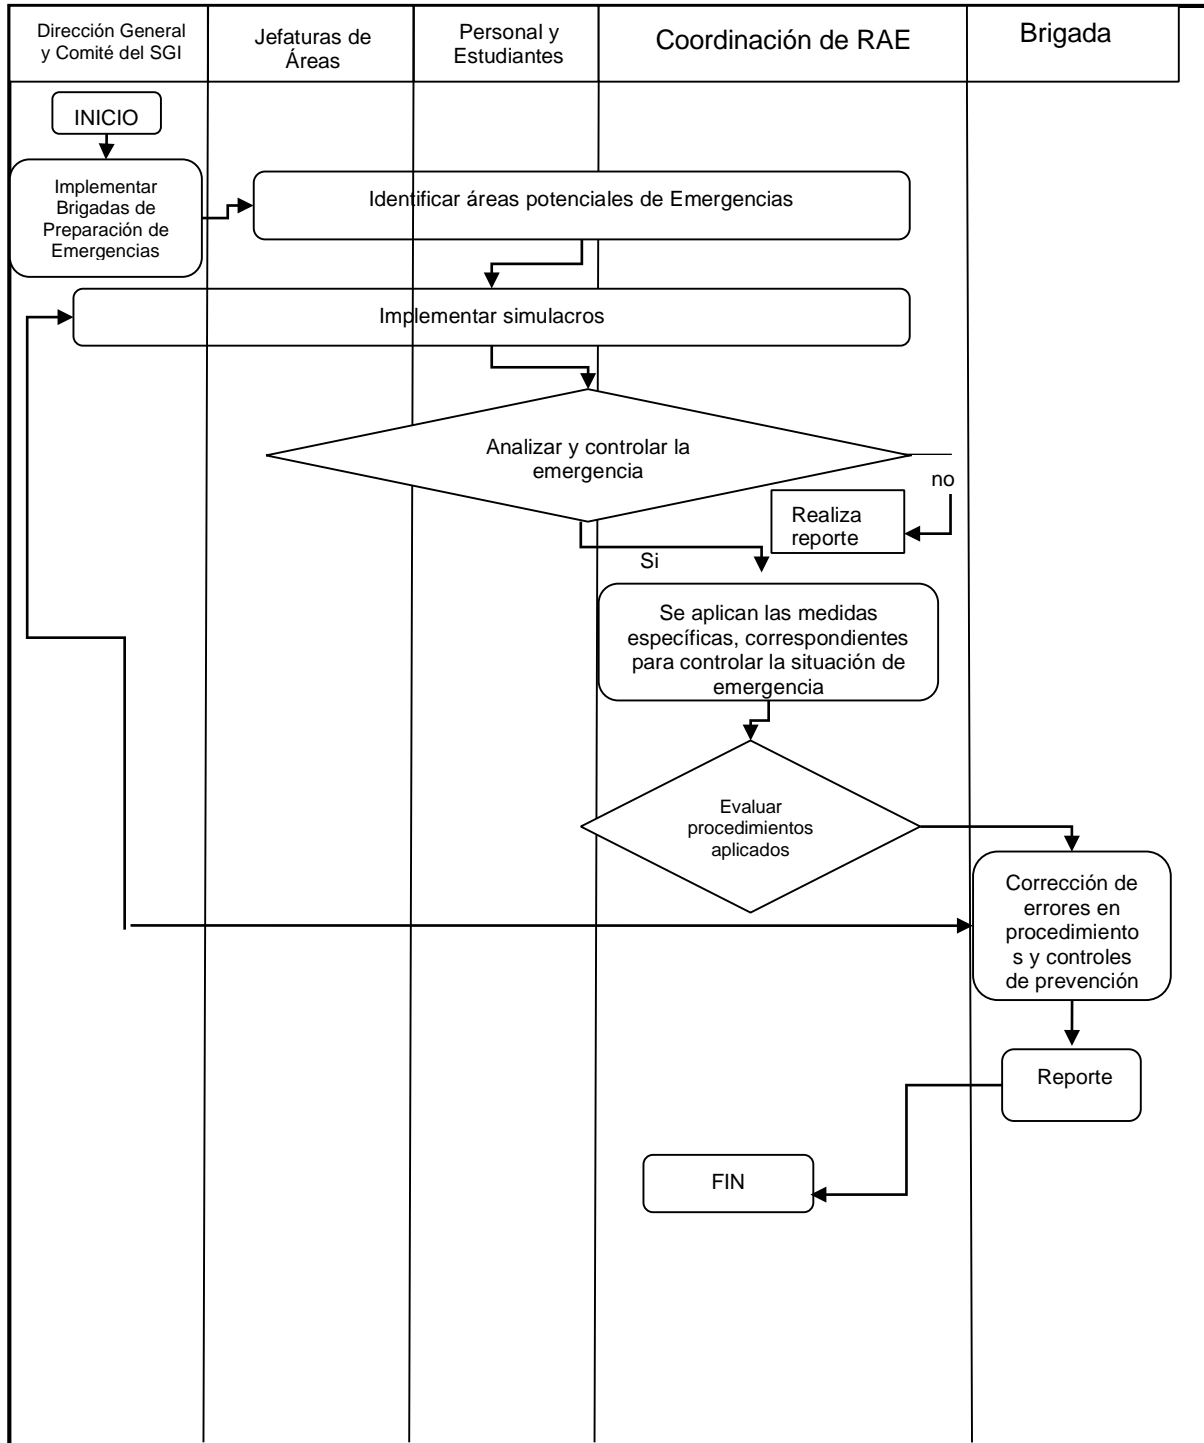 Dirección General
y Comité del SGI
Jefaturas de
Áreas
Personal y
Estudiantes
Coordinación de RAE
Brigada
INICIO
Implementar
Brigadas de
Preparación de
Emergencias
Identificar áreas potenciales de Emergencias
Implementar simulacros
Analizar y controlar la
emergencia
no
Realiza
reporte
Si
Se aplican las medidas
específicas, correspondientes
para controlar la situación de
emergencia
Evaluar
procedimientos
aplicados
Corrección de
errores en
procedimiento
s y controles
de prevención
Reporte
FIN